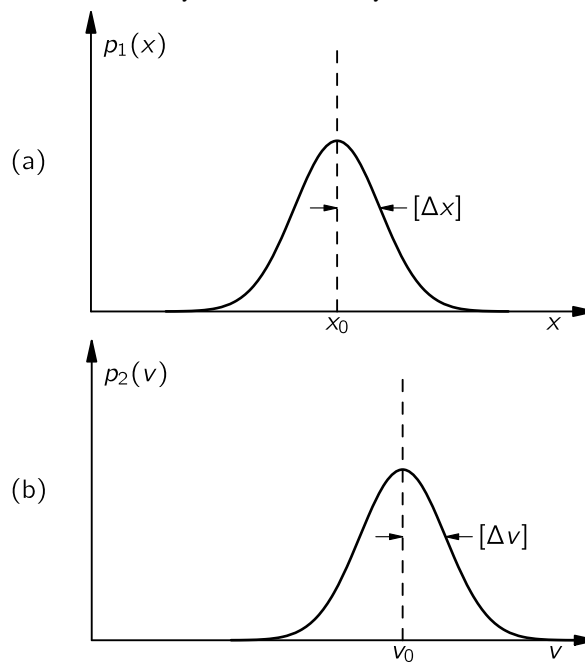 p₁(x)
(a)
[Δx]
x₀
x
p₂(v)
(b)
[Δv]
v₀
v